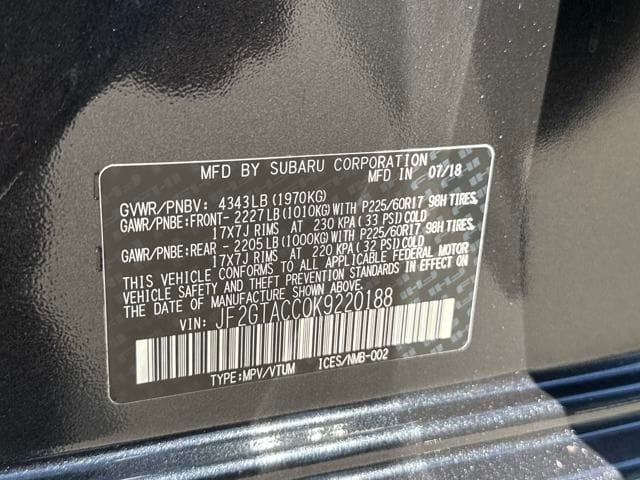 MFD BY SUBARU CORPORATION
MFD IN 07/18
GVWR/PNBV: 4343LB (1970KG)
GAWR/PNBE:FRONT- 2227LB (1010KG)WITH P225/60R17 98H TIRES,
17X7J RIMS AT 230 KPA (33 PSI)COLD
GAWR/PNBE:REAR - 2205LB (1000KG)WITH P225/60R17 98H TIRES,
17X7J RIMS AT 220 KPA (32 PSI)COLD
THIS VEHICLE CONFORMS TO ALL APPLICABLE FEDERAL MOTOR
VEHICLE SAFETY AND THEFT PREVENTION STANDARDS IN EFFECT ON
THE DATE OF MANUFACTURE SHOWN ABOVE.
VIN: JF2GTACC0K9220188
TYPE:MPV/VTUM ICES/NMB-002